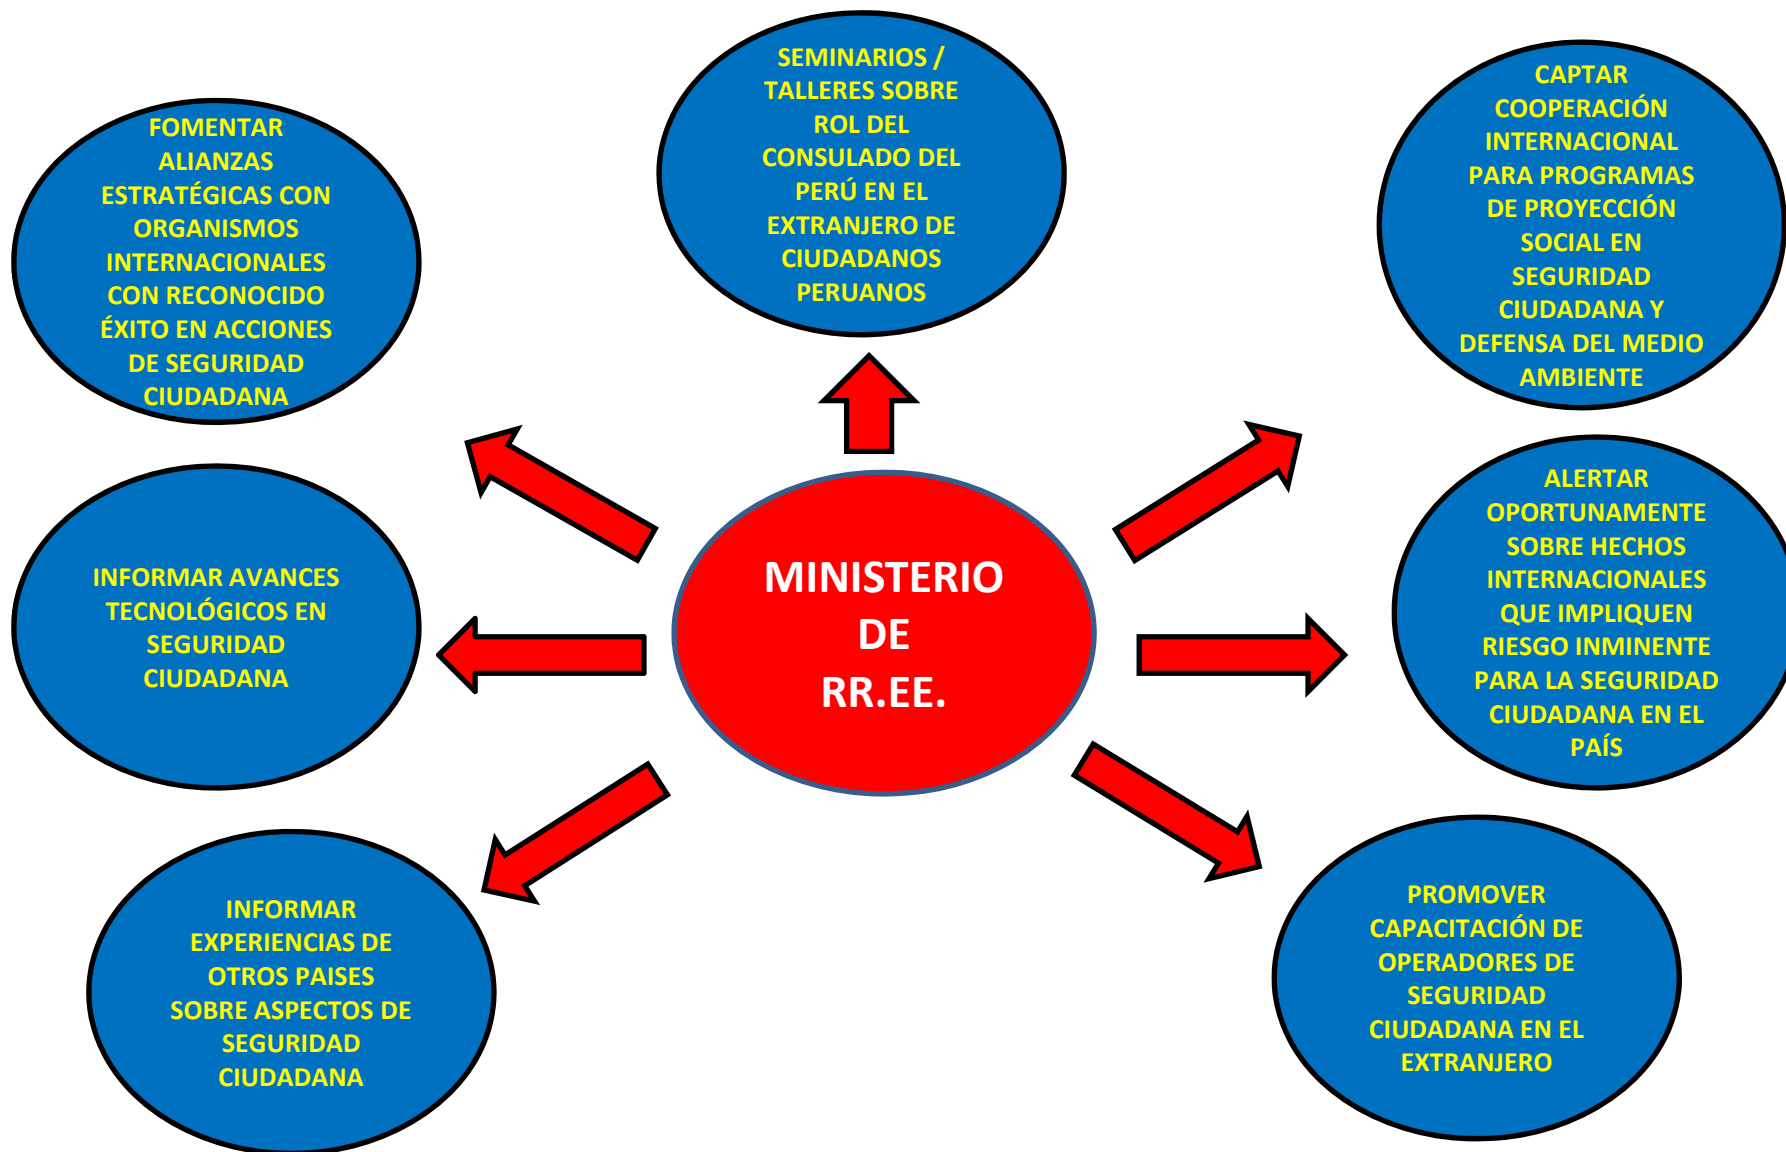 SEMINARIOS /
TALLERES SOBRE
ROL DEL
CONSULADO DEL
PERÚ EN EL
EXTRANJERO DE
CIUDADANOS
PERUANOS
CAPTAR
COOPERACIÓN
INTERNACIONAL
PARA PROGRAMAS
DE PROYECCIÓN
SOCIAL EN
SEGURIDAD
CIUDADANA Y
DEFENSA DEL MEDIO
AMBIENTE
FOMENTAR
ALIANZAS
ESTRATÉGICAS CON
ORGANISMOS
INTERNACIONALES
CON RECONOCIDO
ÉXITO EN ACCIONES
DE SEGURIDAD
CIUDADANA
ALERTAR
OPORTUNAMENTE
SOBRE HECHOS
INTERNACIONALES
QUE IMPLIQUEN
RIESGO INMINENTE
PARA LA SEGURIDAD
CIUDADANA EN EL
PAÍS
MINISTERIO
DE
RR.EE.
INFORMAR AVANCES
TECNOLÓGICOS EN
SEGURIDAD
CIUDADANA
INFORMAR
EXPERIENCIAS DE
OTROS PAISES
SOBRE ASPECTOS DE
SEGURIDAD
CIUDADANA
PROMOVER
CAPACITACIÓN DE
OPERADORES DE
SEGURIDAD
CIUDADANA EN EL
EXTRANJERO